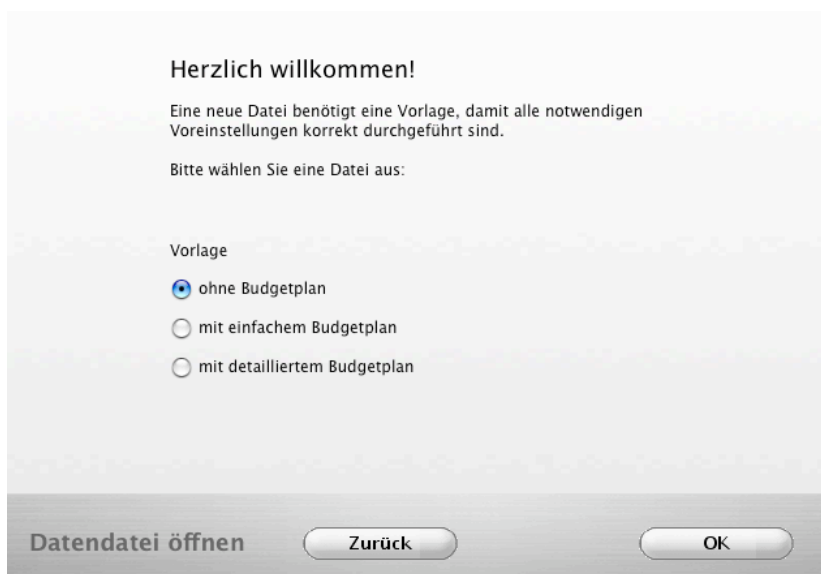 Herzlich willkommen!
Eine neue Datei benötigt eine Vorlage, damit alle notwendigen
Voreinstellungen korrekt durchgeführt sind.
Bitte wählen Sie eine Datei aus:
Vorlage
ohne Budgetplan
mit einfachem Budgetplan
mit detailliertem Budgetplan
Datendatei öffnen
Zurück
OK